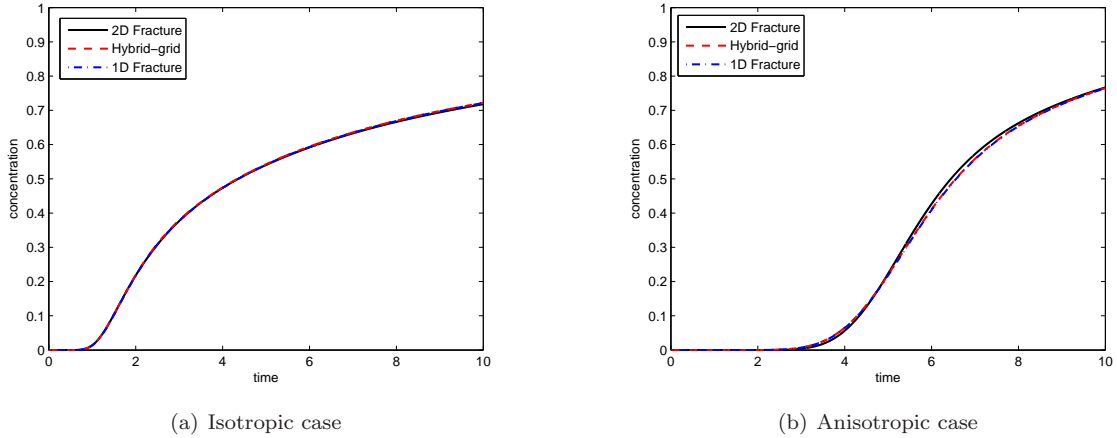 1
0.9
0.8
0.7
0.6
0.5
0.4
0.3
0.2
0.1
0
concentration
2D Fracture
Hybrid−grid
1D Fracture
0 2 4 6 8 10
time
(a) Isotropic case
1
0.9
0.8
0.7
0.6
0.5
0.4
0.3
0.2
0.1
0
concentration
2D Fracture
Hybrid−grid
1D Fracture
0 2 4 6 8 10
time
(b) Anisotropic case